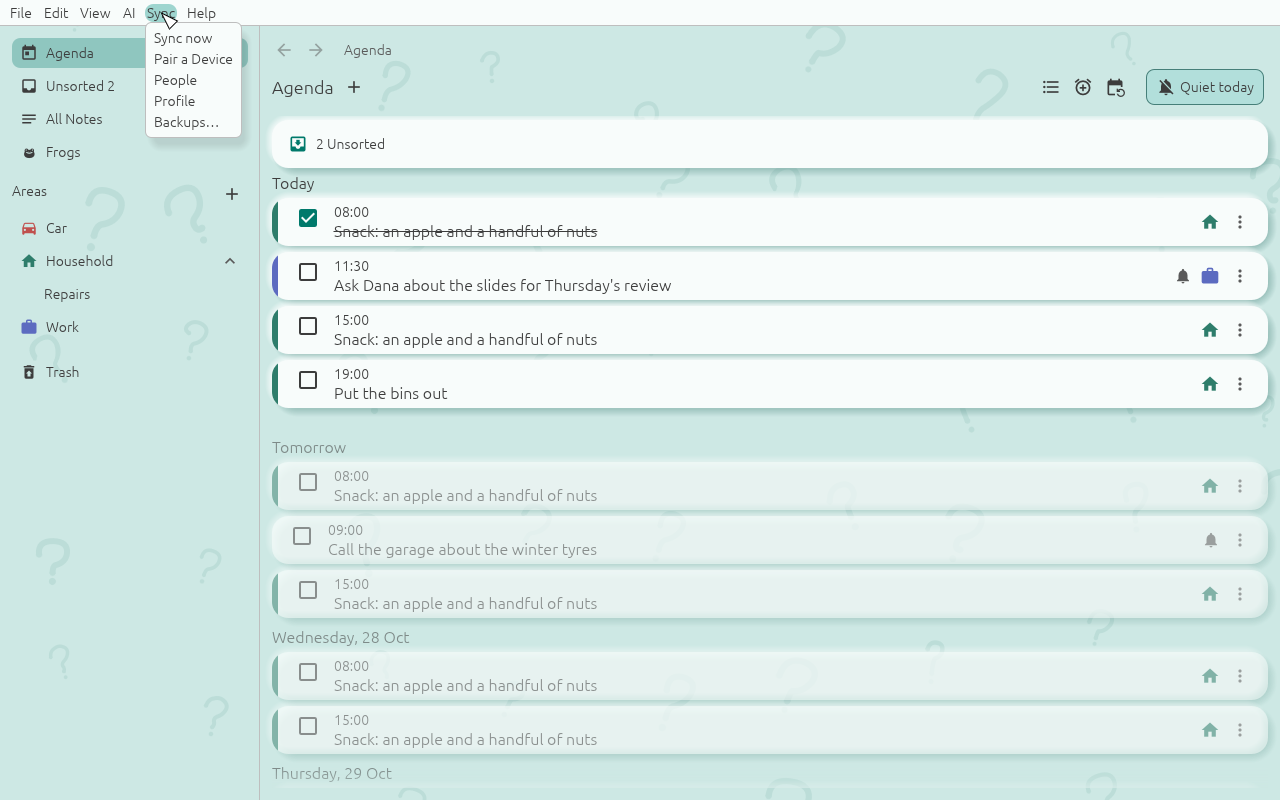 File Edit View AI Sync Help
Sync now
Pair a Device
People
Profile
Backups…
Agenda
Unsorted 2
All Notes
Frogs
Areas
Car
Household
Repairs
Work
Trash
Agenda
Agenda
Quiet today
2 Unsorted
Today
08:00
Snack: an apple and a handful of nuts
11:30
Ask Dana about the slides for Thursday's review
15:00
Snack: an apple and a handful of nuts
19:00
Put the bins out
Tomorrow
08:00
Snack: an apple and a handful of nuts
09:00
Call the garage about the winter tyres
15:00
Snack: an apple and a handful of nuts
Wednesday, 28 Oct
08:00
Snack: an apple and a handful of nuts
15:00
Snack: an apple and a handful of nuts
Thursday, 29 Oct